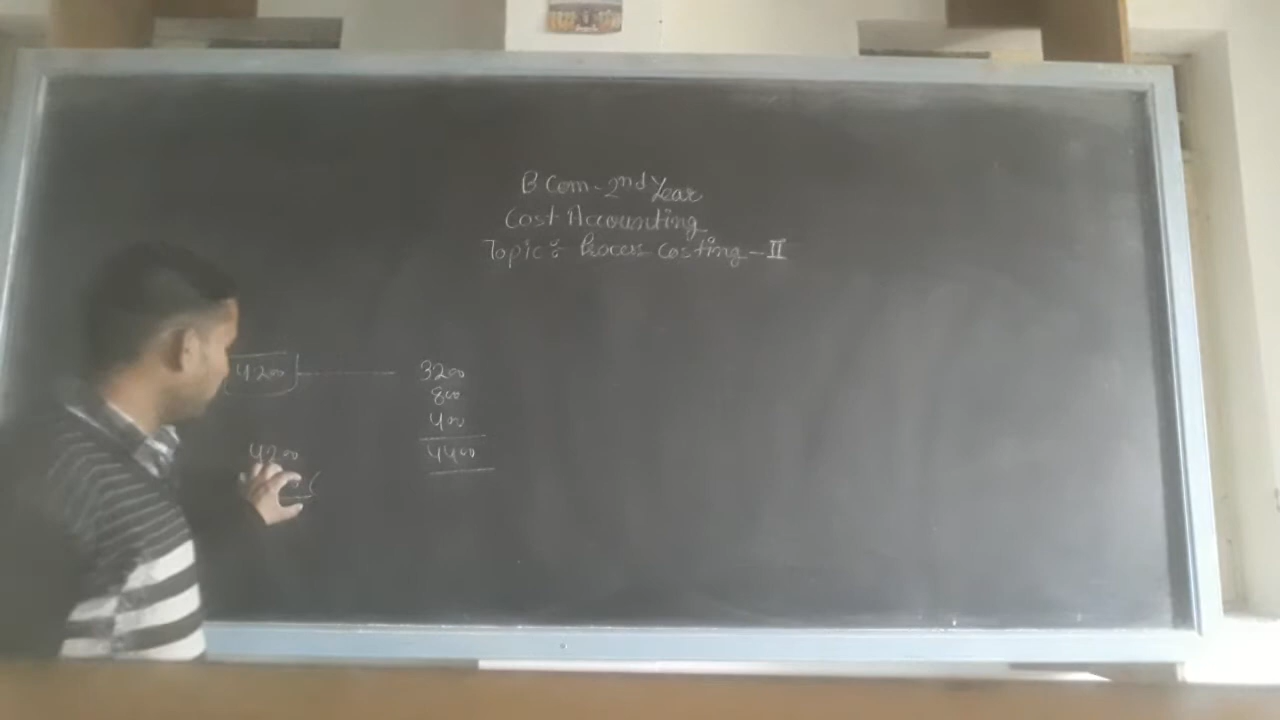 B Com - 2nd Year
Cost Accounting
Topic : Process Costing - II
4200
3200
800
400
4400
4200